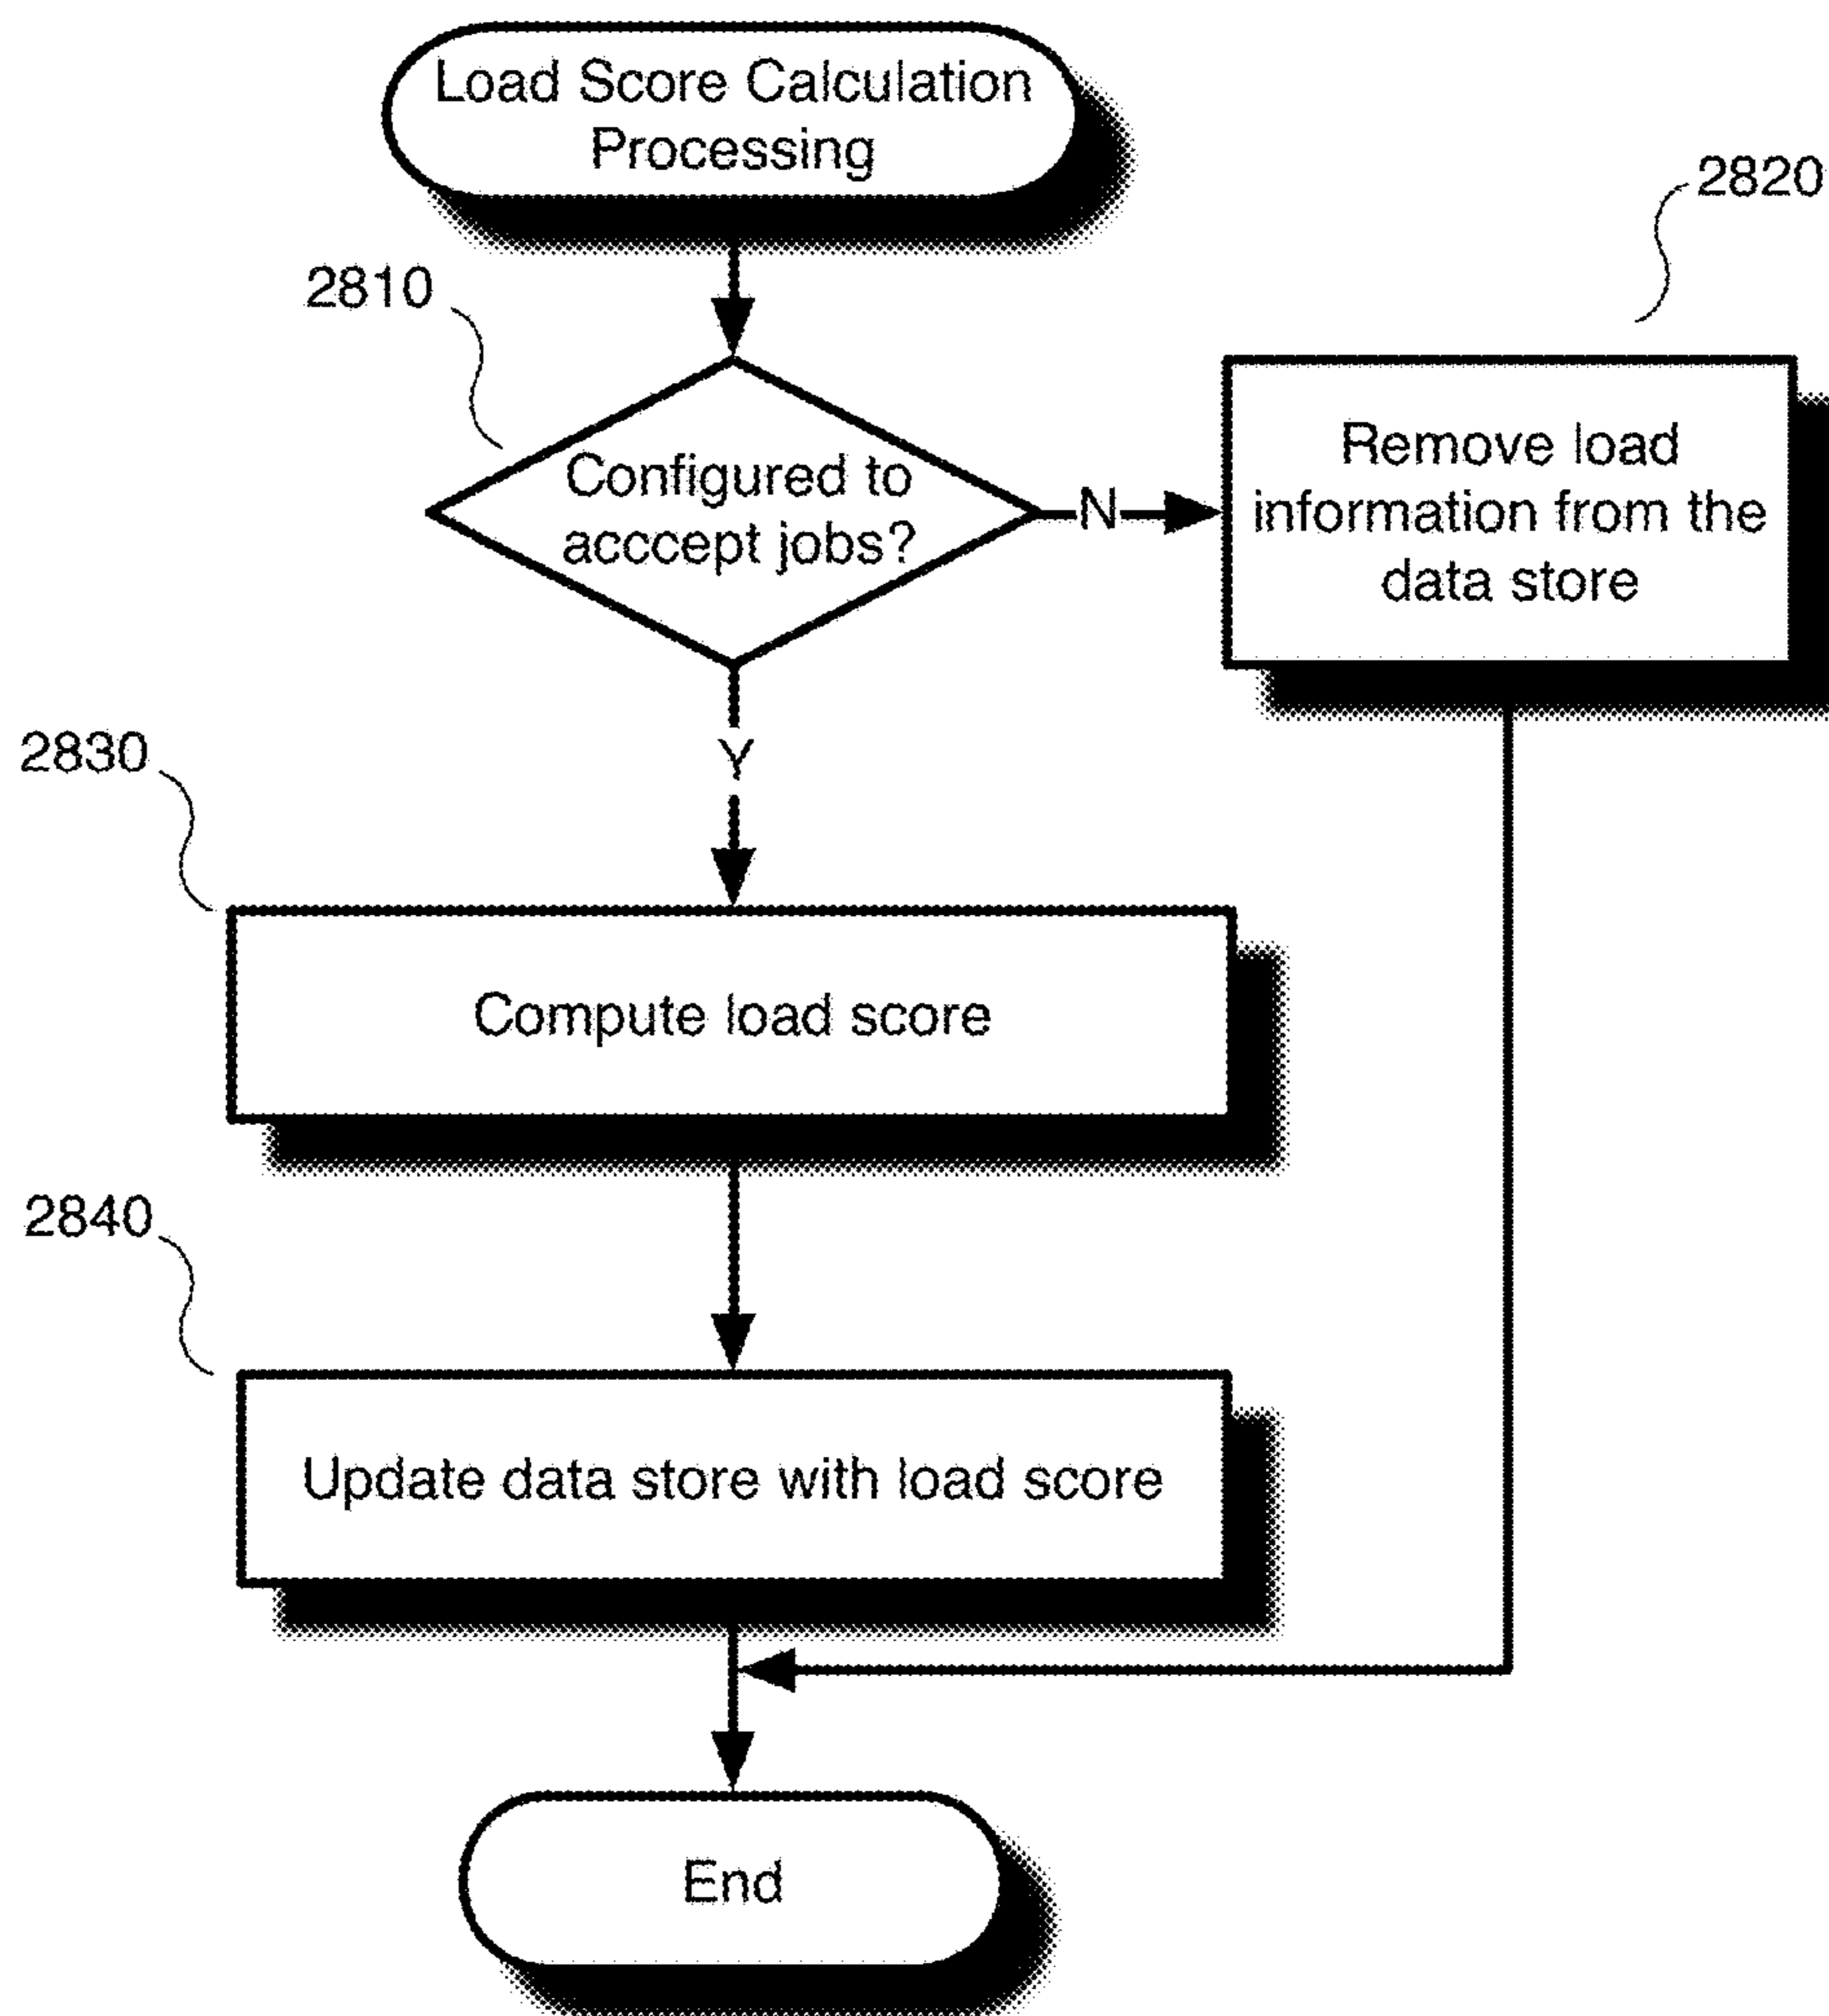 Load Score Calculation
Processing
2820
2810
Configured to
acccept jobs?
N
Remove load
information from the
data store
Y
2830
Compute load score
2840
Update data store with load score
End